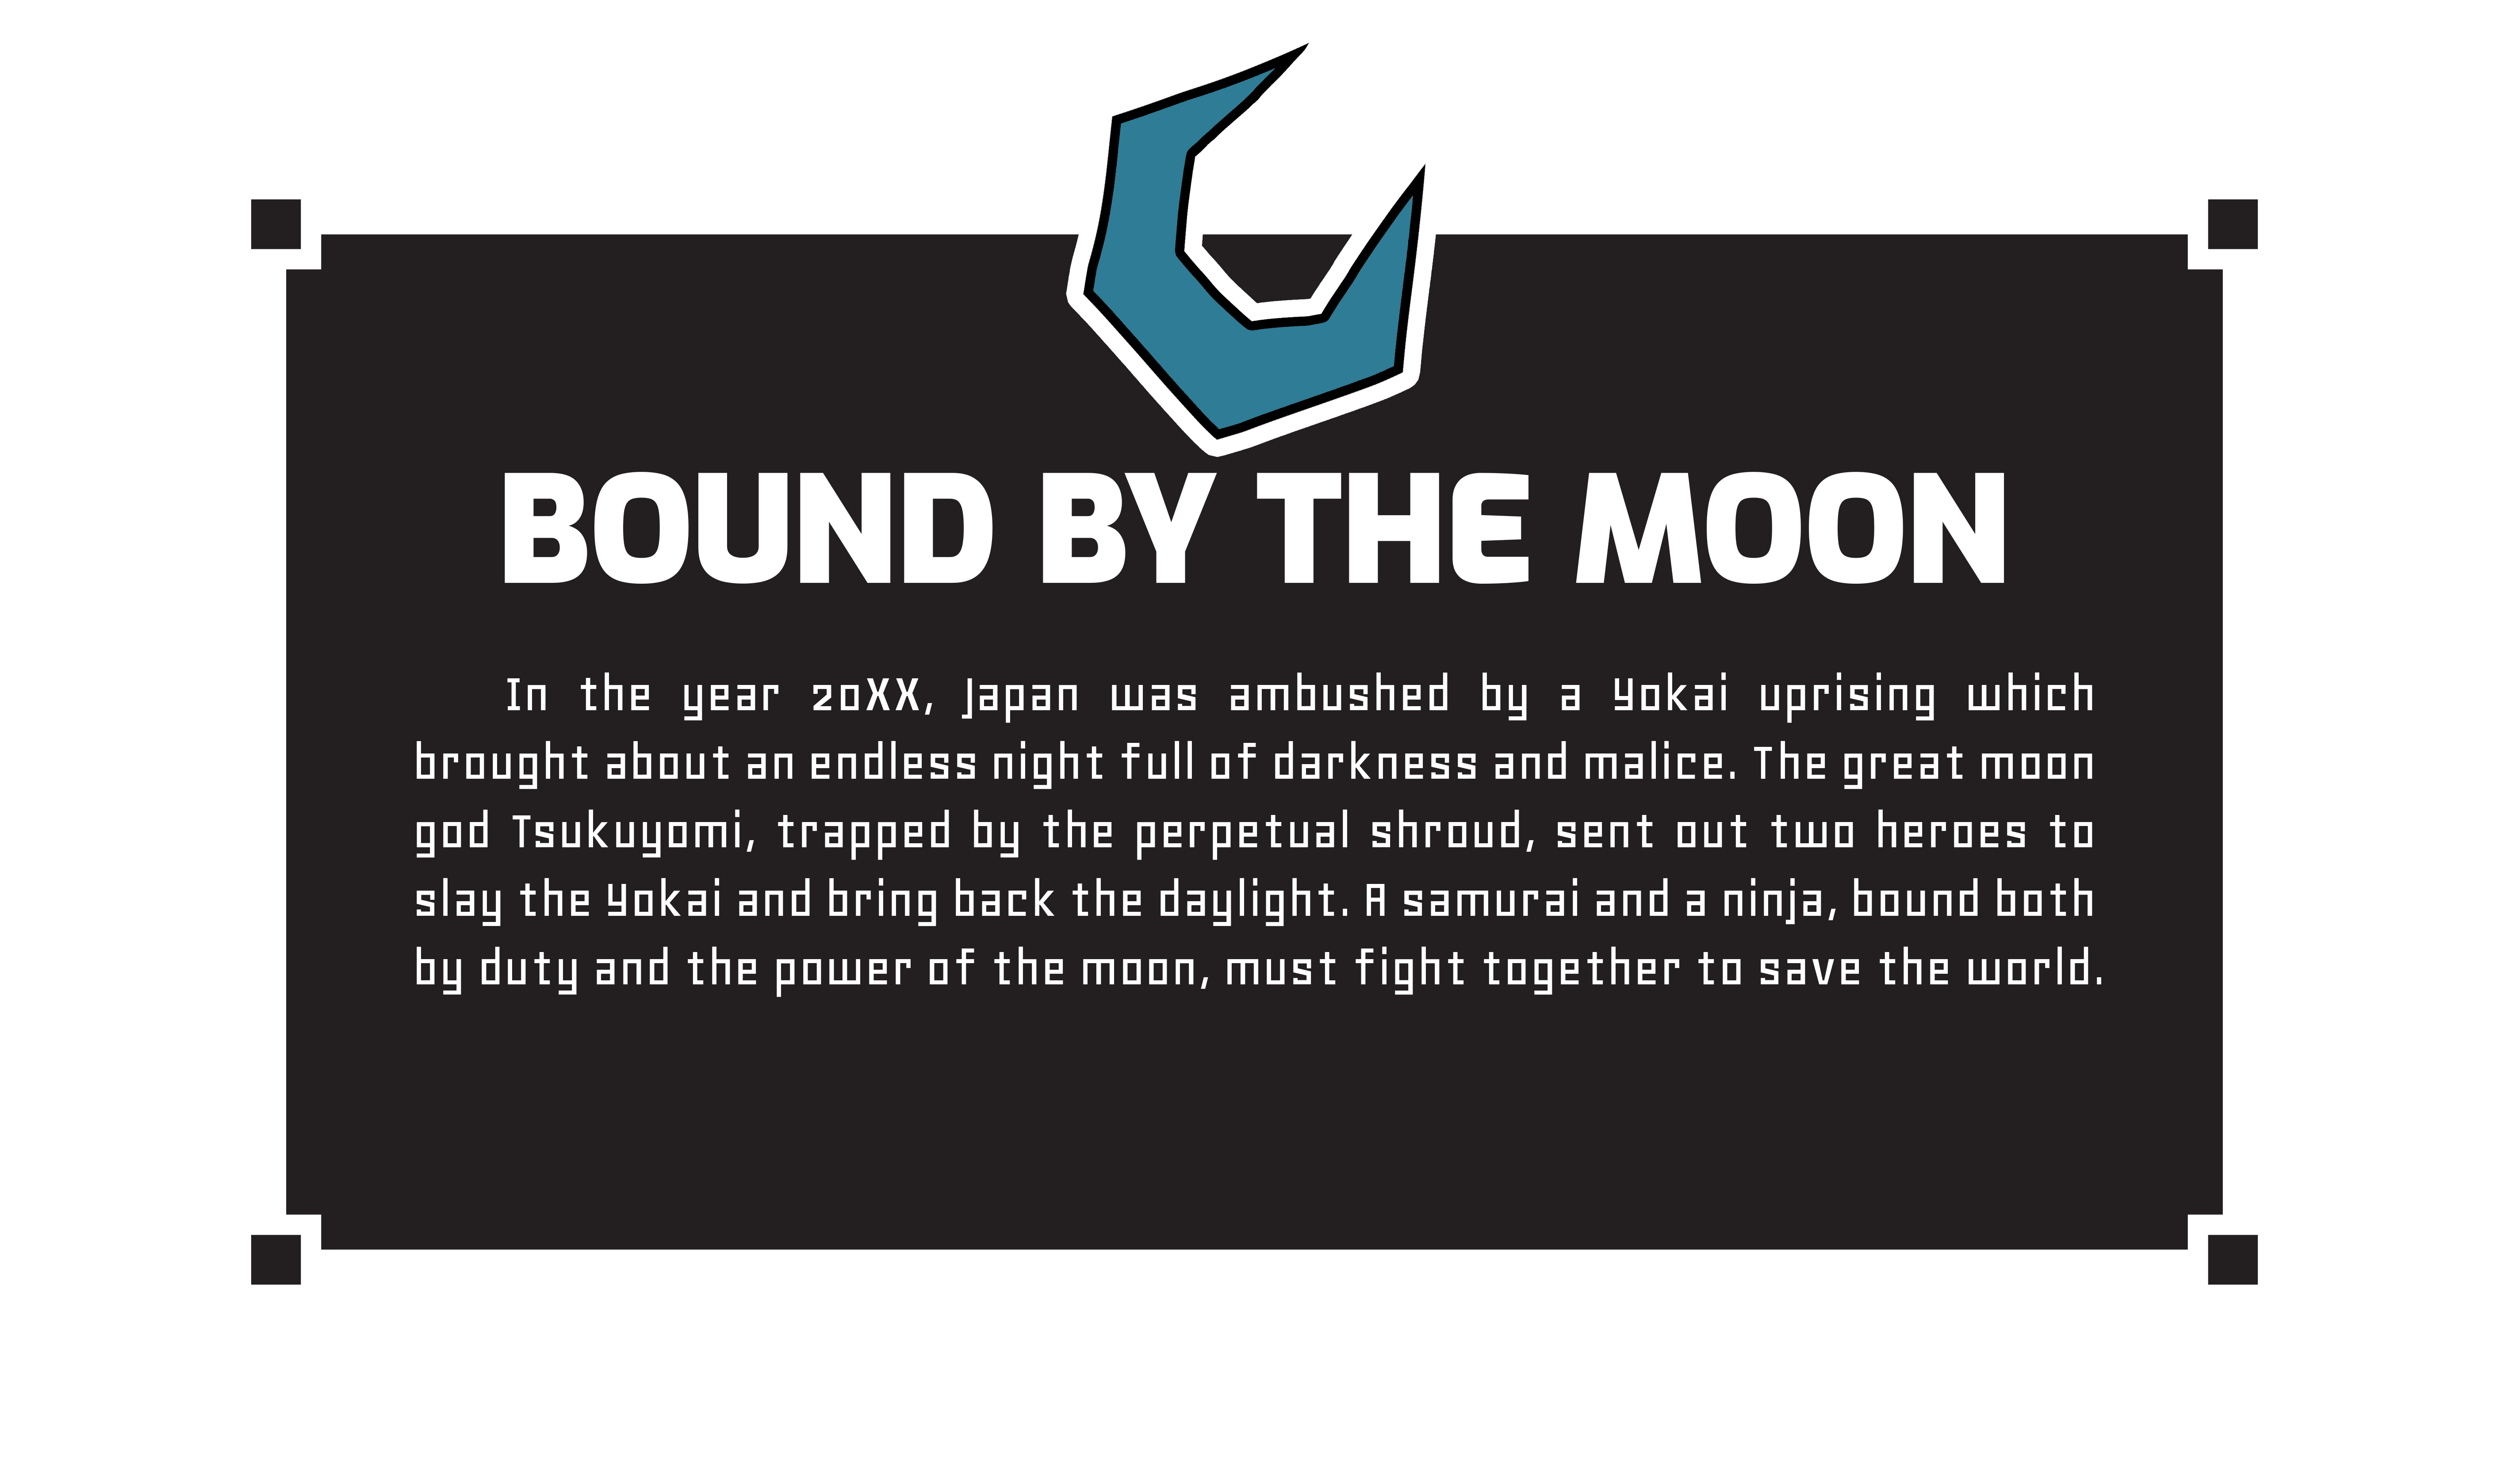 BOUND BY THE MOON
In the year 20XX, Japan was ambushed by a Yokai uprising which
brought about an endless night full of darkness and malice. The great moon
god Tsukuyomi, trapped by the perpetual shroud, sent out two heroes to
slay the Yokai and bring back the daylight. A samurai and a ninja, bound both
by duty and the power of the moon, must fight together to save the world.